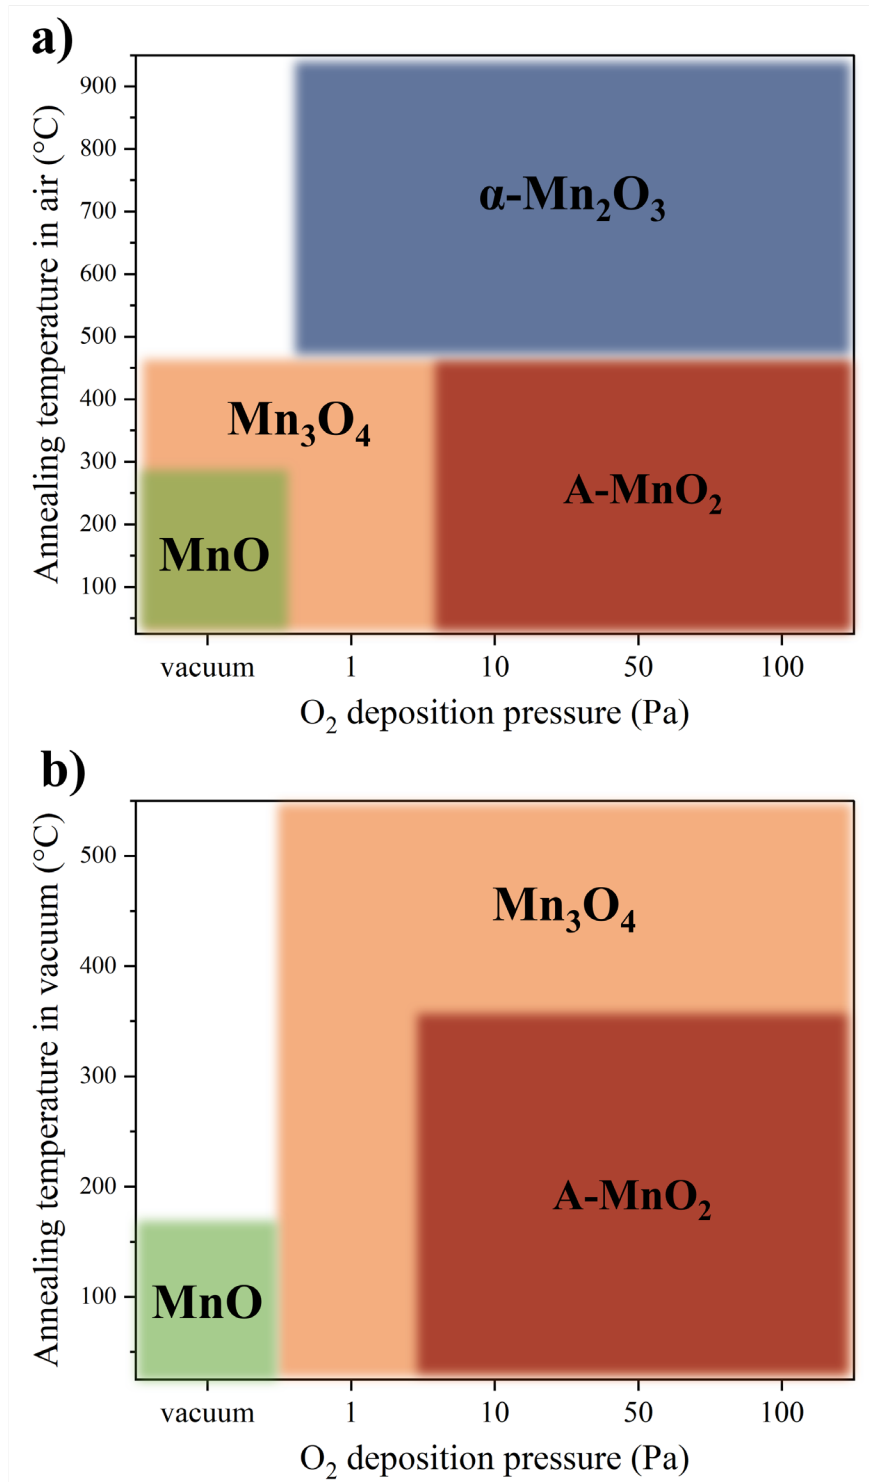 a)
Annealing temperature in air (°C)
900
800
700
600
500
400
300
200
100
α-Mn₂O₃
Mn₃O₄
A-MnO₂
MnO
vacuum 1 10 50 100
O₂ deposition pressure (Pa)
b)
Annealing temperature in vacuum (°C)
500
400
300
200
100
Mn₃O₄
A-MnO₂
MnO
vacuum 1 10 50 100
O₂ deposition pressure (Pa)